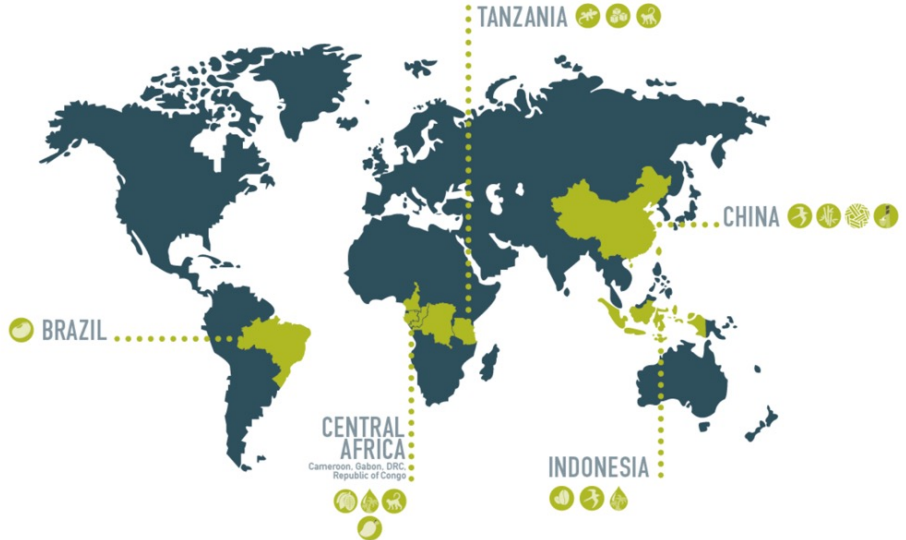 TANZANIA
CHINA
BRAZIL
CENTRAL
AFRICA
Cameroon, Gabon, DRC,
Republic of Congo
INDONESIA